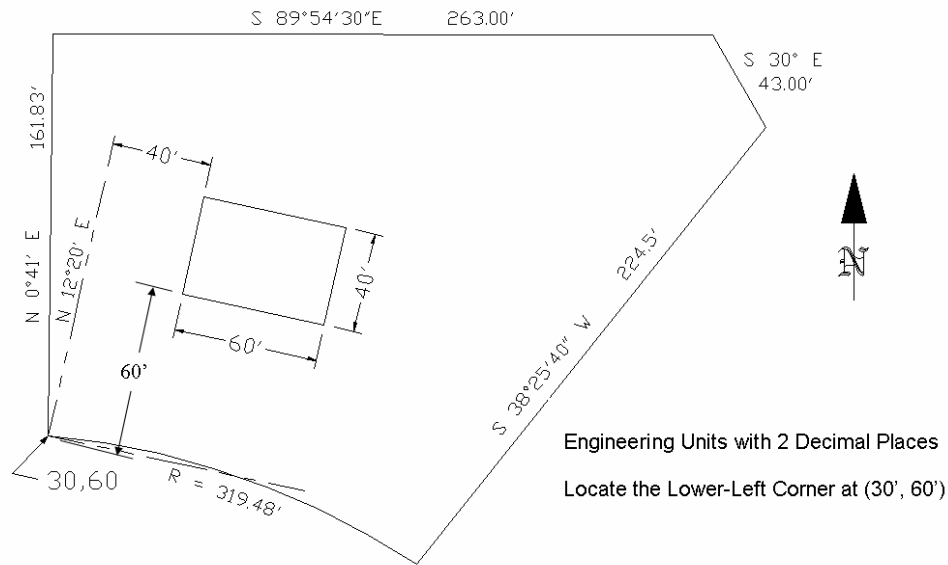 S 89°54'30"E 263.00'
S 30° E
43.00'
161.83'
N 0°41' E
N 12°20' E
40'
40'
60'
60'
224.5'
S 38°25'40" W
N
30,60
R = 319.48'
Engineering Units with 2 Decimal Places
Locate the Lower-Left Corner at (30', 60')